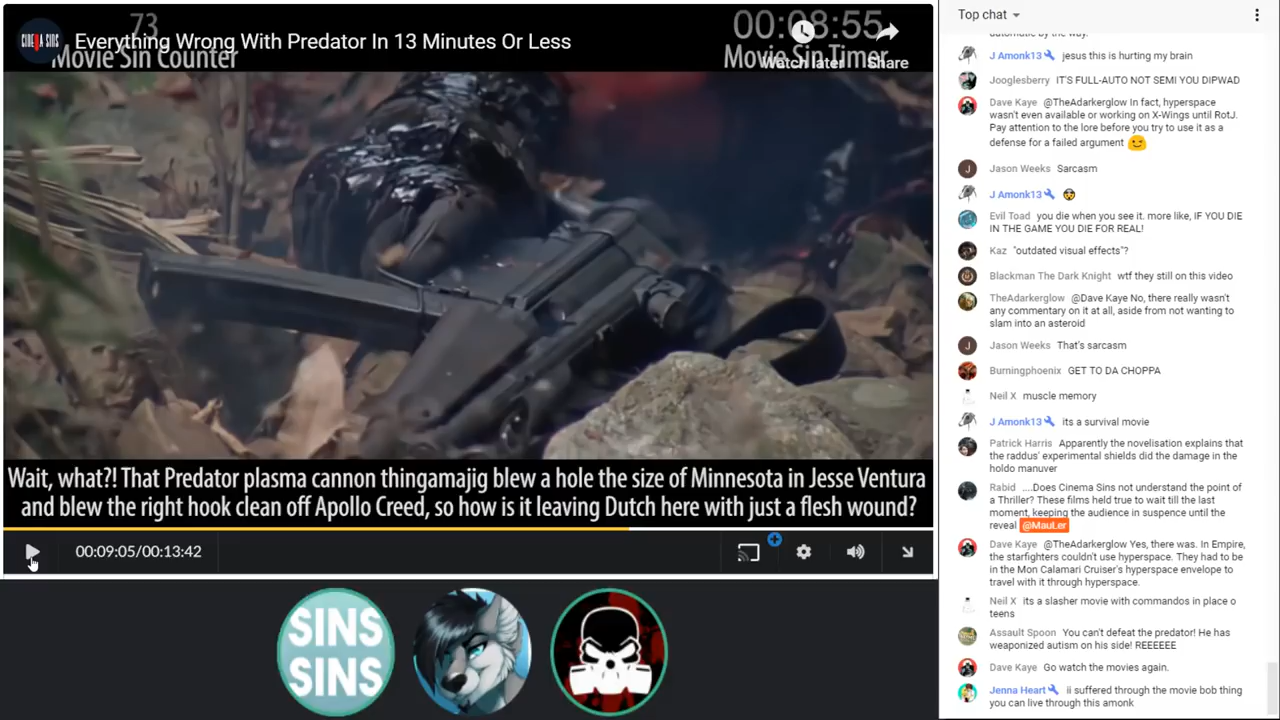 73
00:08:55
CINEMA SINS
Everything Wrong With Predator In 13 Minutes Or Less
Movie Sin Counter
Movie Sin Timer
Watch later
Share
Wait, what?! That Predator plasma cannon thingamajig blew a hole the size of Minnesota in Jesse Ventura
and blew the right hook clean off Apollo Creed, so how is it leaving Dutch here with just a flesh wound?
00:09:05/00:13:42
SINS
SINS
Top chat
automatic by the way.
J Amonk13 jesus this is hurting my brain
Jooglesberry IT'S FULL-AUTO NOT SEMI YOU DIPWAD
Dave Kaye @TheAdarkerglow In fact, hyperspace
wasn't even available or working on X-Wings until RotJ.
Pay attention to the lore before you try to use it as a
defense for a failed argument
J
Jason Weeks Sarcasm
J Amonk13
Evil Toad you die when you see it. more like, IF YOU DIE
IN THE GAME YOU DIE FOR REAL!
Kaz "outdated visual effects"?
Blackman The Dark Knight wtf they still on this video
TheAdarkerglow @Dave Kaye No, there really wasn't
any commentary on it at all, aside from not wanting to
slam into an asteroid
J
Jason Weeks That's sarcasm
Burningphoenix GET TO DA CHOPPA
Neil X muscle memory
J Amonk13 its a survival movie
Patrick Harris Apparently the novelisation explains that
the raddus' experimental shields did the damage in the
holdo manuver
Rabid ....Does Cinema Sins not understand the point of
a Thriller? These films held true to wait till the last
moment, keeping the audience in suspence until the
reveal @MauLer
Dave Kaye @TheAdarkerglow Yes, there was. In Empire,
the starfighters couldn't use hyperspace. They had to be
in the Mon Calamari Cruiser's hyperspace envelope to
travel with it through hyperspace.
Neil X its a slasher movie with commandos in place o
teens
Assault Spoon You can't defeat the predator! He has
weaponized autism on his side! REEEEEE
Dave Kaye Go watch the movies again.
Jenna Heart ii suffered through the movie bob thing
you can live through this amonk